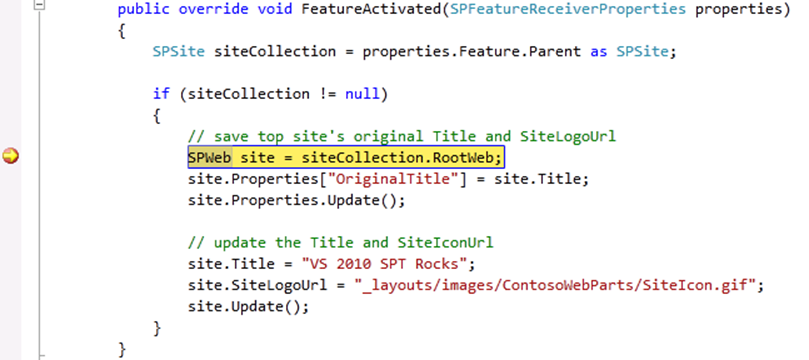 public override void FeatureActivated(SPFeatureReceiverProperties properties)
{
SPSite siteCollection = properties.Feature.Parent as SPSite;
if (siteCollection != null)
{
// save top site's original Title and SiteLogoUrl
SPWeb site = siteCollection.RootWeb;
site.Properties["OriginalTitle"] = site.Title;
site.Properties.Update();
// update the Title and SiteIconUrl
site.Title = "VS 2010 SPT Rocks";
site.SiteLogoUrl = "_layouts/images/ContosoWebParts/SiteIcon.gif";
site.Update();
}
}